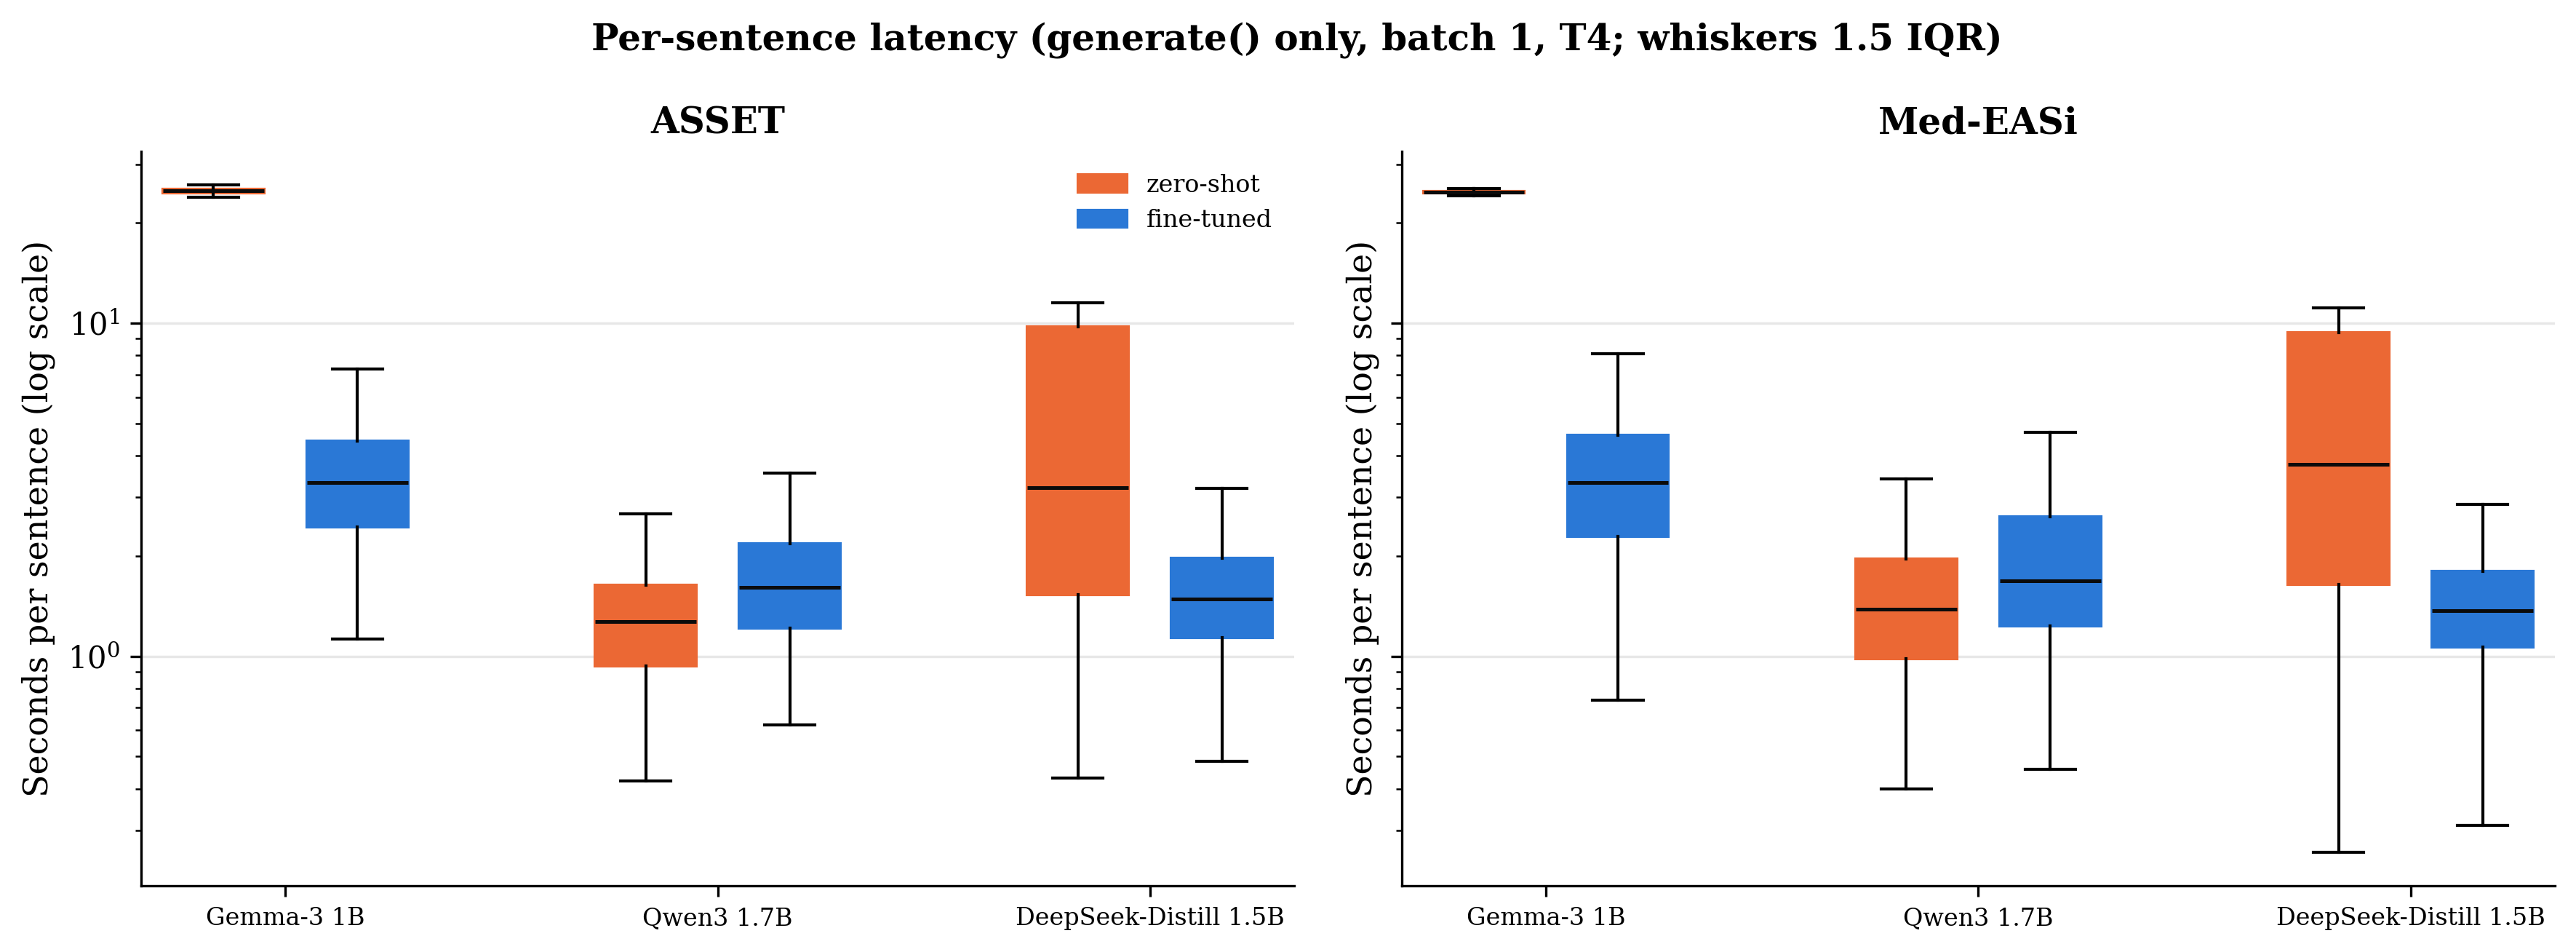 Per-sentence latency (generate() only, batch 1, T4; whiskers 1.5 IQR)
ASSET
zero-shot
fine-tuned
Seconds per sentence (log scale)
10¹
10⁰
Gemma-3 1B
Qwen3 1.7B
DeepSeek-Distill 1.5B
Med-EASi
Seconds per sentence (log scale)
Gemma-3 1B
Qwen3 1.7B
DeepSeek-Distill 1.5B